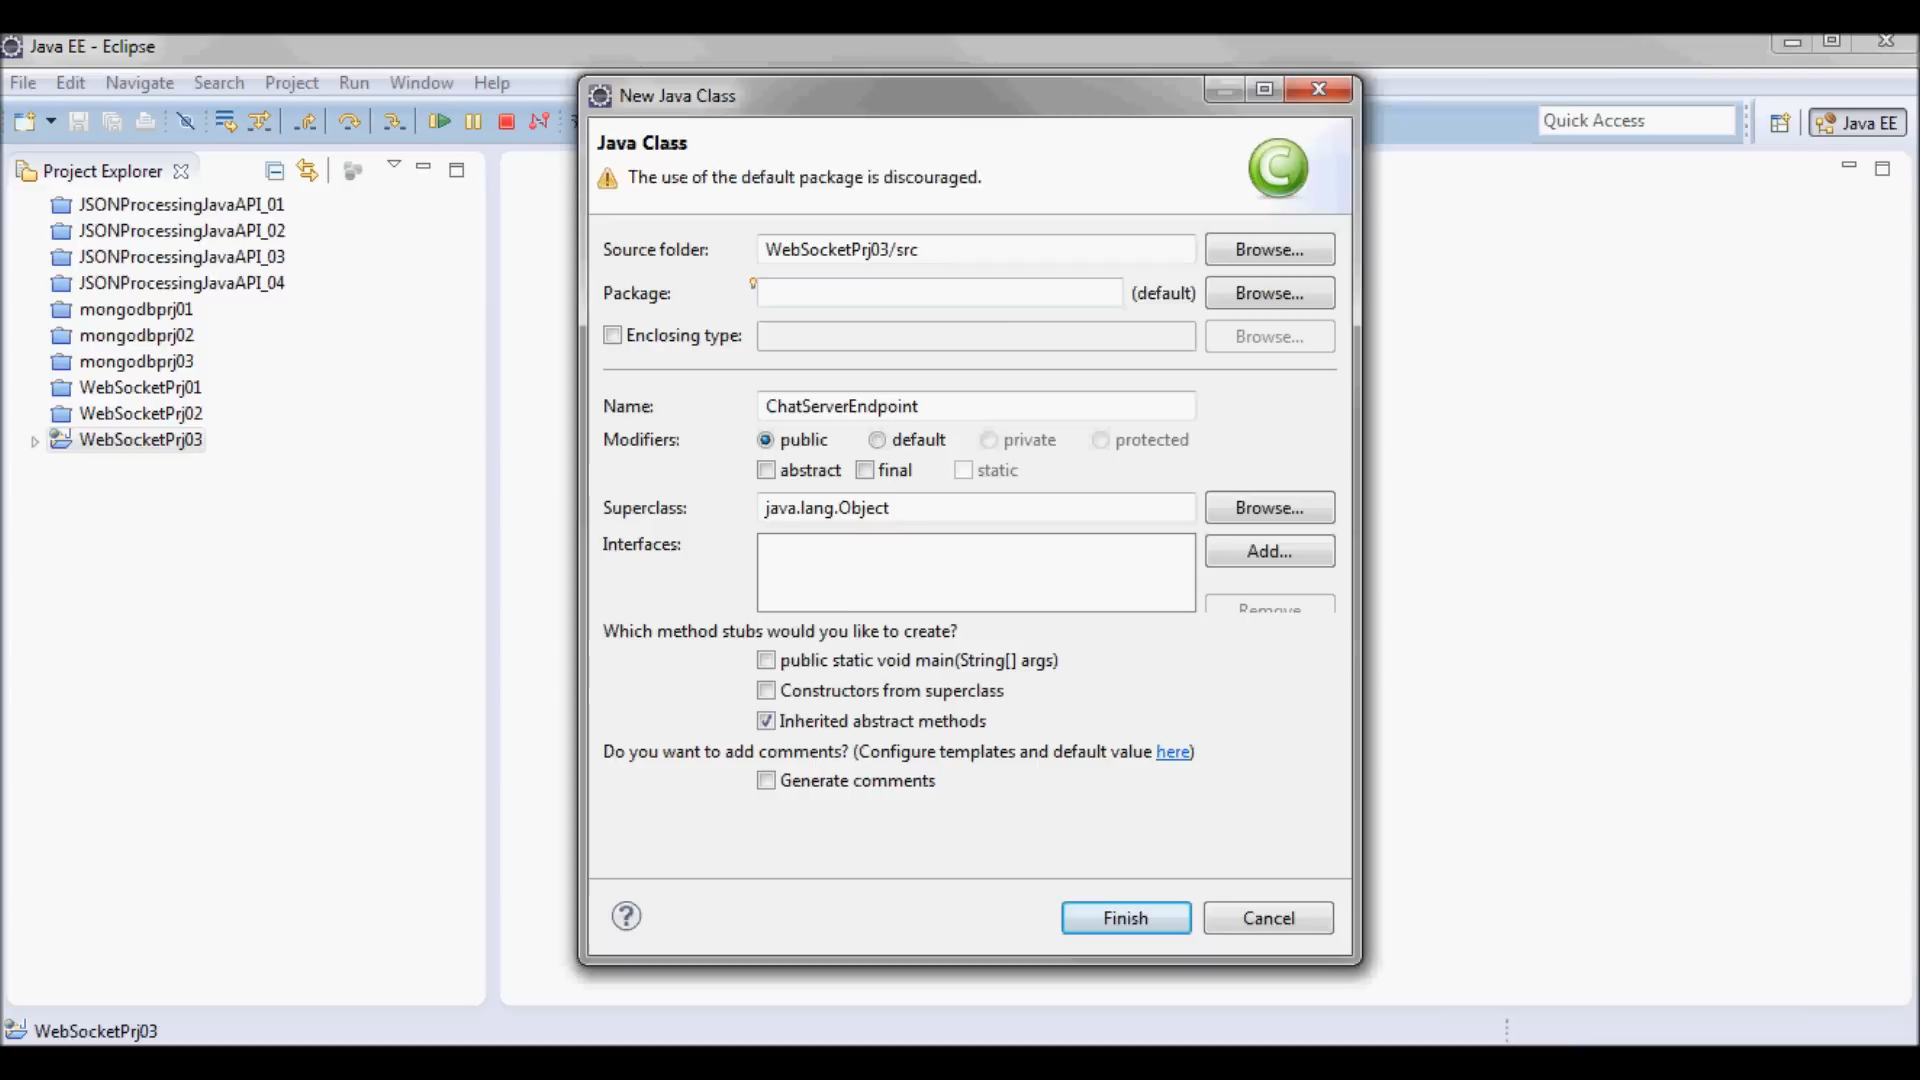 Java EE - Eclipse
File Edit Navigate Search Project Run Window Help
Quick Access
Java EE
Project Explorer
JSONProcessingJavaAPI_01
JSONProcessingJavaAPI_02
JSONProcessingJavaAPI_03
JSONProcessingJavaAPI_04
mongodbprj01
mongodbprj02
mongodbprj03
WebSocketPrj01
WebSocketPrj02
WebSocketPrj03
New Java Class
Java Class
The use of the default package is discouraged.
Source folder: WebSocketPrj03/src Browse...
Package: (default) Browse...
Enclosing type: Browse...
Name: ChatServerEndpoint
Modifiers: public default private protected
abstract final static
Superclass: java.lang.Object Browse...
Interfaces: Add...
Remove
Which method stubs would you like to create?
public static void main(String[] args)
Constructors from superclass
Inherited abstract methods
Do you want to add comments? (Configure templates and default value here)
Generate comments
Finish Cancel
WebSocketPrj03